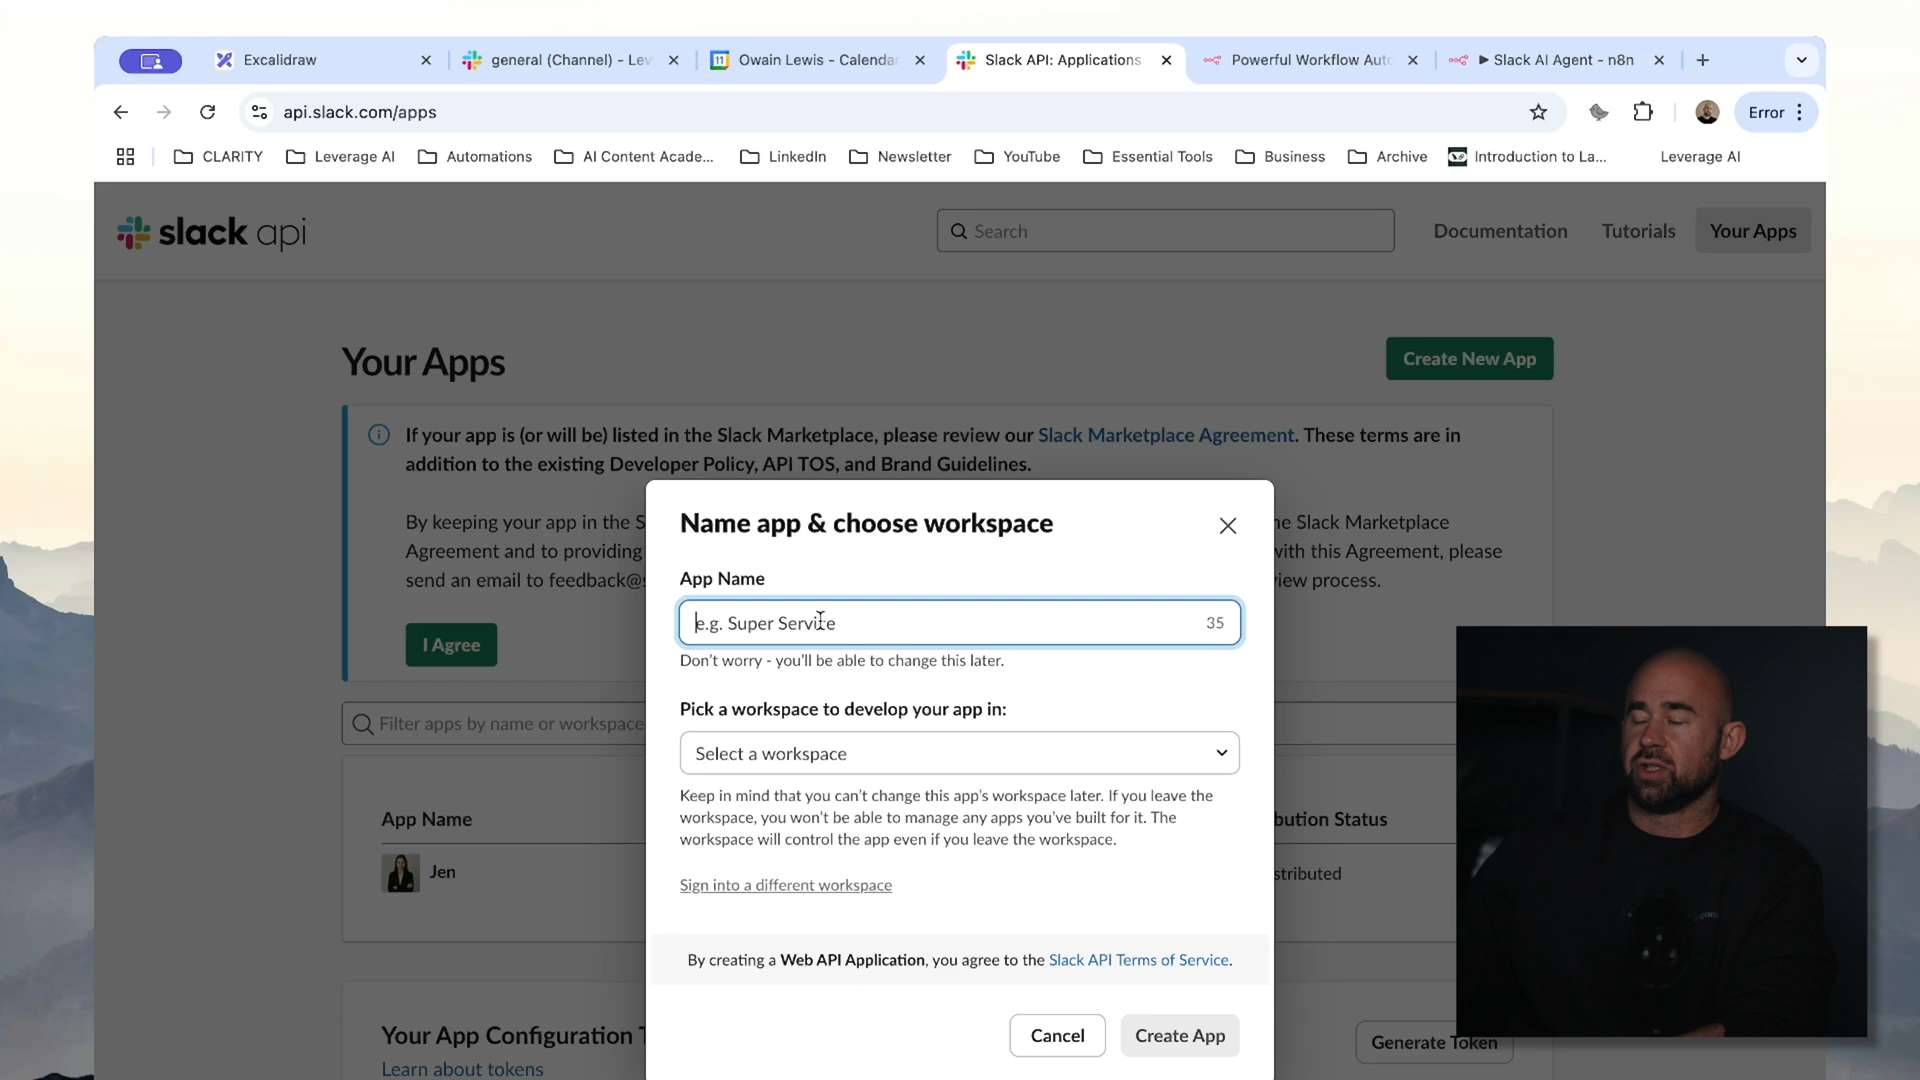 Excalidraw
general (Channel) - Lev
11 Owain Lewis - Calendar
Slack API: Applications
Powerful Workflow Auto
Slack AI Agent - n8n
api.slack.com/apps
Error
CLARITY
Leverage AI
Automations
AI Content Acade...
LinkedIn
Newsletter
YouTube
Essential Tools
Business
Archive
Introduction to La...
Leverage AI
slack api
Search
Documentation
Tutorials
Your Apps
Your Apps
Create New App
If your app is (or will be) listed in the Slack Marketplace, please review our Slack Marketplace Agreement. These terms are in
addition to the existing Developer Policy, API TOS, and Brand Guidelines.
By keeping your app in the S
he Slack Marketplace
Agreement and to providing
with this Agreement, please
send an email to feedback@s
iew process.
I Agree
Filter apps by name or workspace
App Name
bution Status
Jen
stributed
Your App Configuration T
Learn about tokens
Generate Token
Name app & choose workspace
App Name
e.g. Super Service
35
Don't worry - you'll be able to change this later.
Pick a workspace to develop your app in:
Select a workspace
Keep in mind that you can't change this app's workspace later. If you leave the
workspace, you won't be able to manage any apps you've built for it. The
workspace will control the app even if you leave the workspace.
Sign into a different workspace
By creating a Web API Application, you agree to the Slack API Terms of Service.
Cancel
Create App